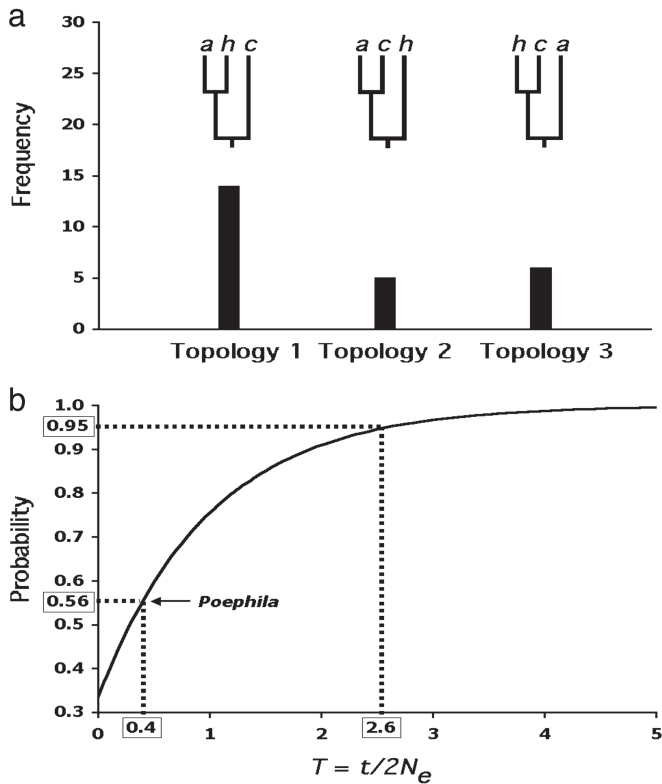 a
30
25
20
15
10
5
0
Frequency
a h c
a c h
h c a
Topology 1 Topology 2 Topology 3
b
1.0
0.95
0.9
0.8
0.7
0.6
0.56
0.5
0.4
0.3
Probability
Poephila
0 0.4 1 2 2.6 3 4 5
T = t/2Ne